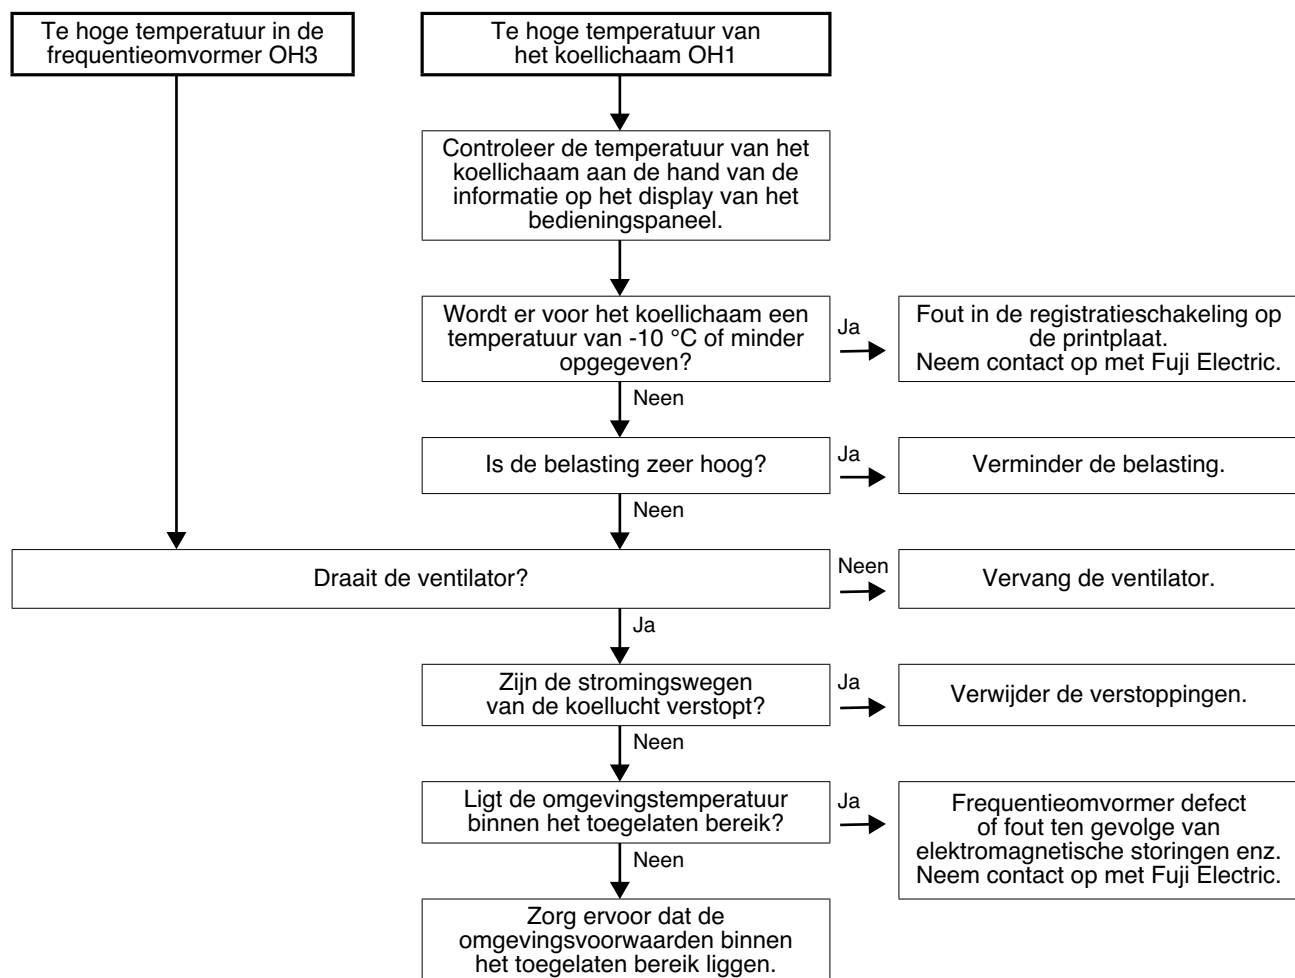 Te hoge temperatuur in de
frequentieomvormer OH3
Te hoge temperatuur van
het koellichaam OH1
Controleer de temperatuur van het
koellichaam aan de hand van de
informatie op het display van het
bedieningspaneel.
Wordt er voor het koellichaam een
temperatuur van -10 °C of minder
opgegeven?
Ja
Fout in de registratieschakeling op
de printplaat.
Neem contact op met Fuji Electric.
Neen
Is de belasting zeer hoog?
Ja
Verminder de belasting.
Neen
Draait de ventilator?
Neen
Vervang de ventilator.
Ja
Zijn de stromingswegen
van de koellucht verstopt?
Ja
Verwijder de verstoppingen.
Neen
Ligt de omgevingstemperatuur
binnen het toegelaten bereik?
Ja
Frequentieomvormer defect
of fout ten gevolge van
elektromagnetische storingen enz.
Neem contact op met Fuji Electric.
Neen
Zorg ervoor dat de
omgevingsvoorwaarden binnen
het toegelaten bereik liggen.